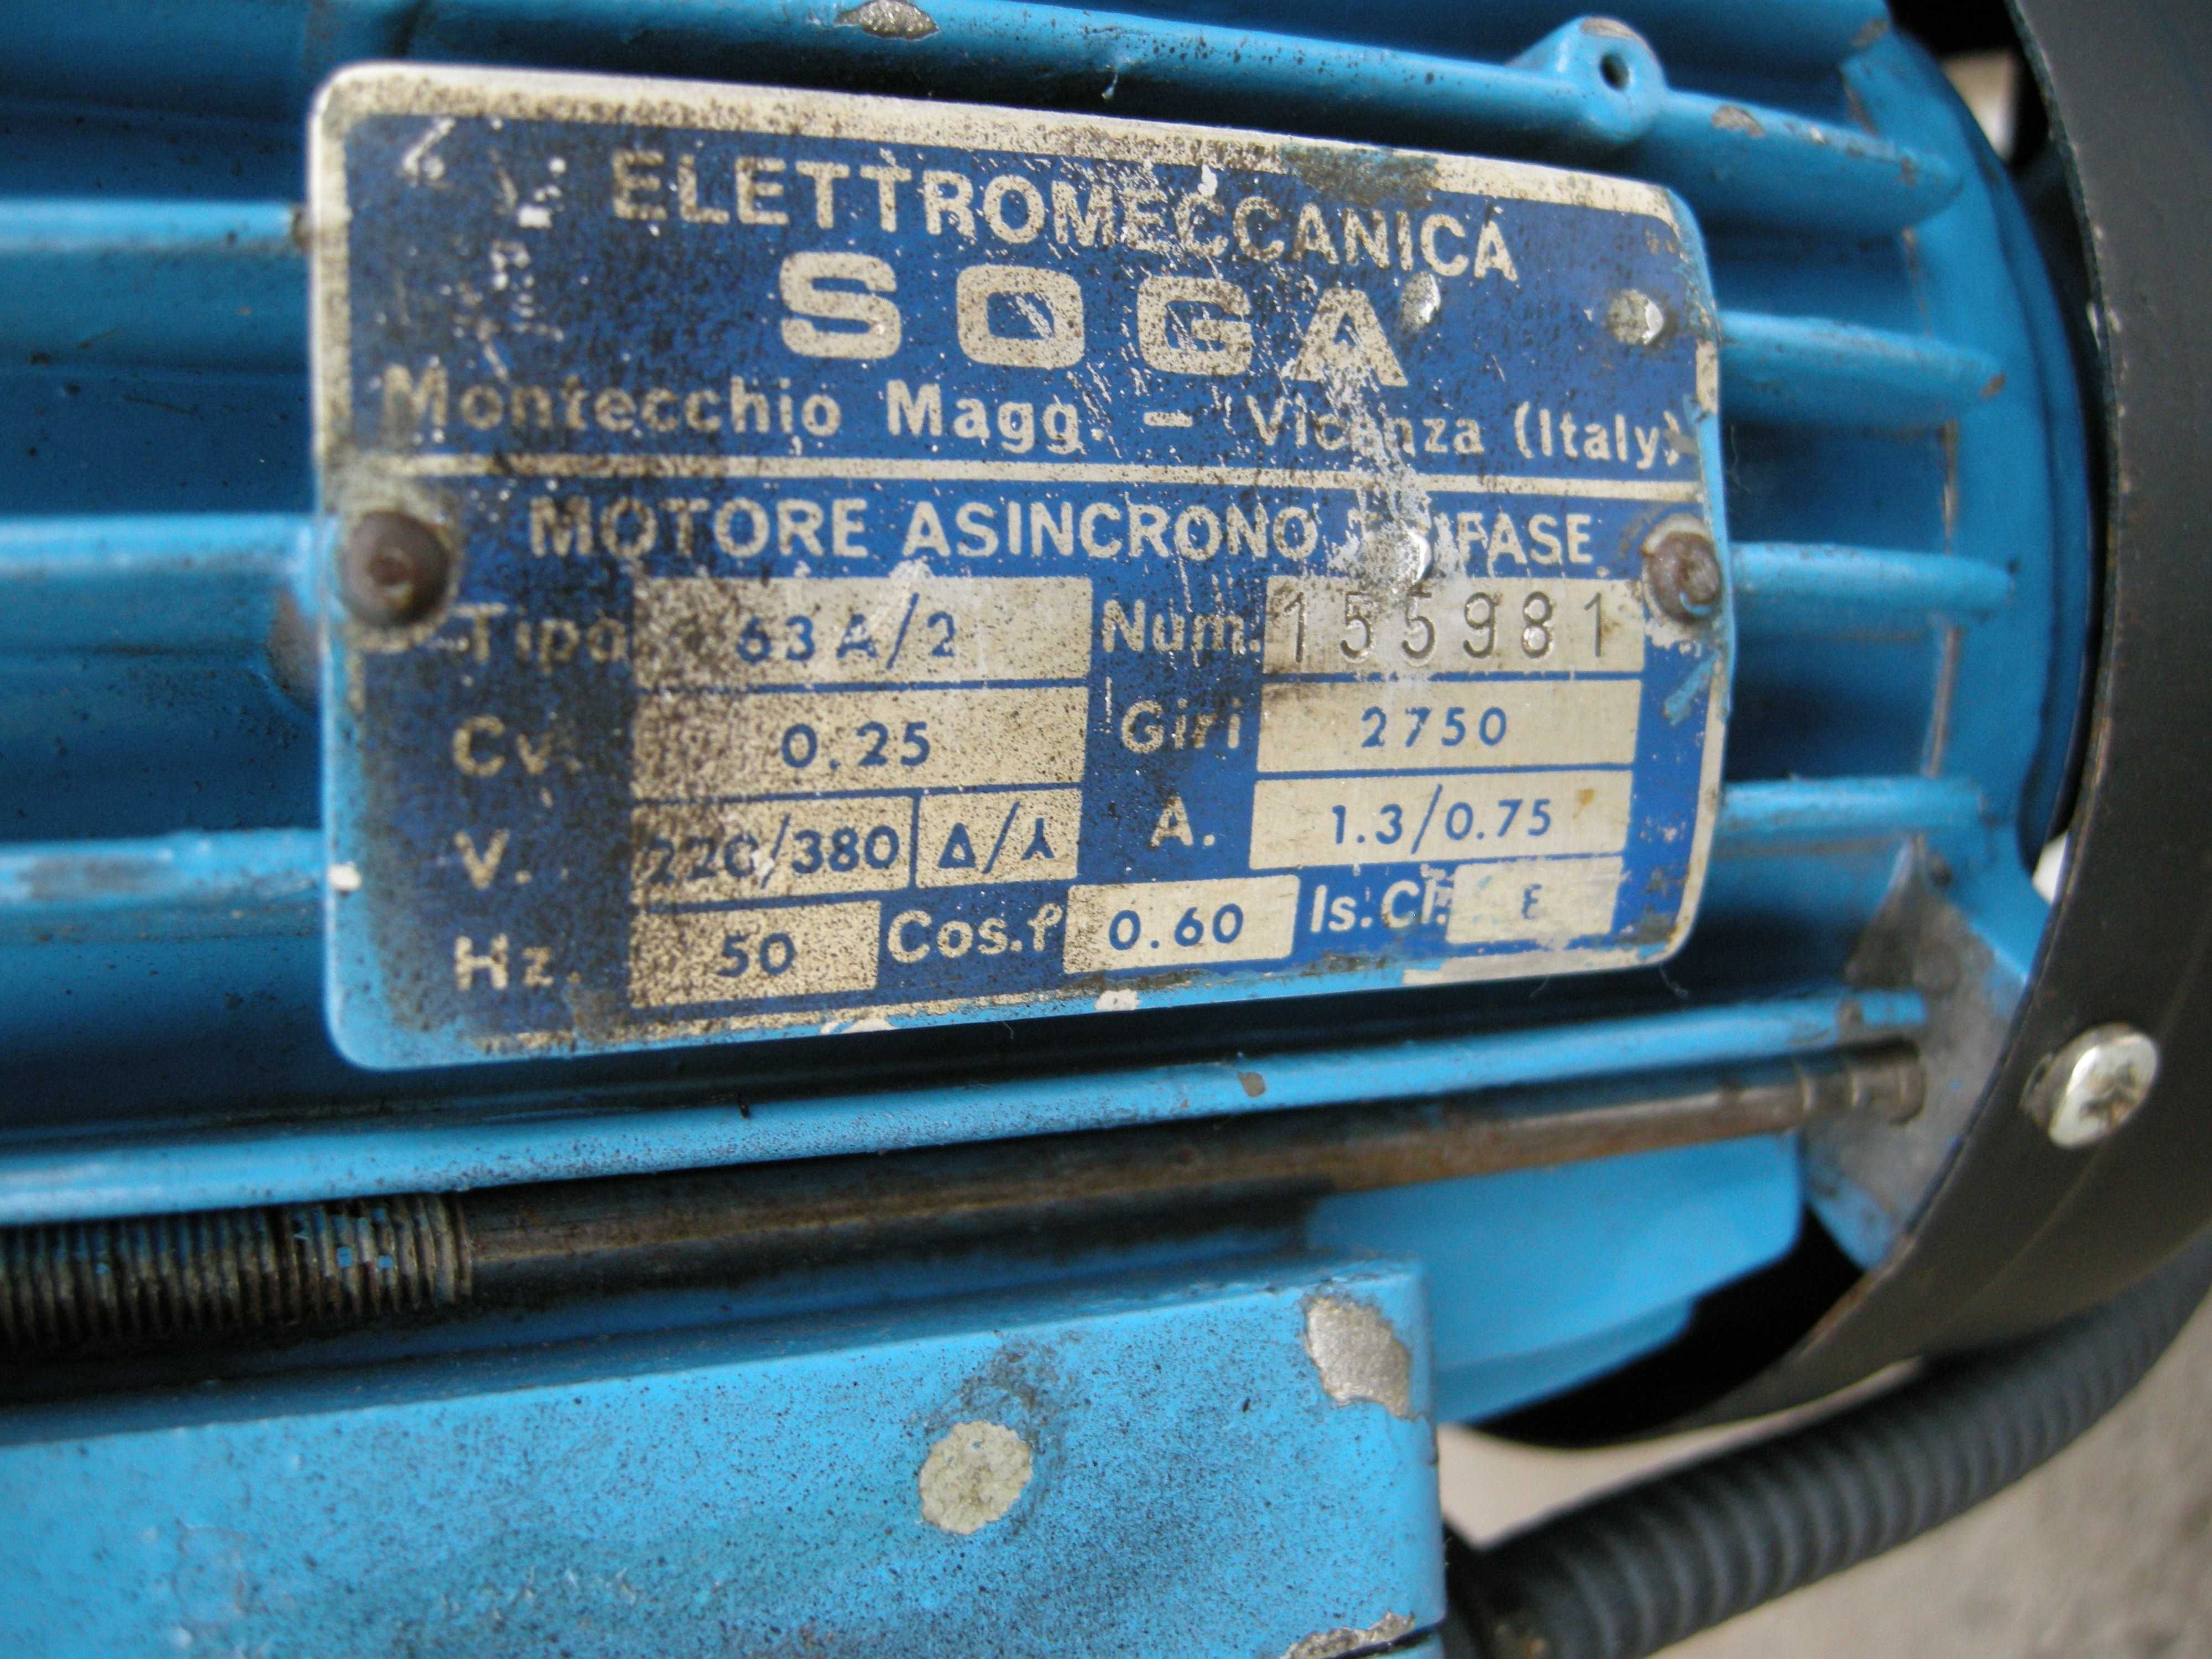 ELETTROMECCANICA
SOGA
Montecchio Magg. - Vicenza (Italy)
MOTORE ASINCRONO TRIFASE
Tipo 63A/2 Num. 155981
Cv. 0.25 Giri 2750
V. 220/380 Δ/⅄ A. 1.3/0.75
Hz. 50 Cos.φ 0.60 Is.Cl. E